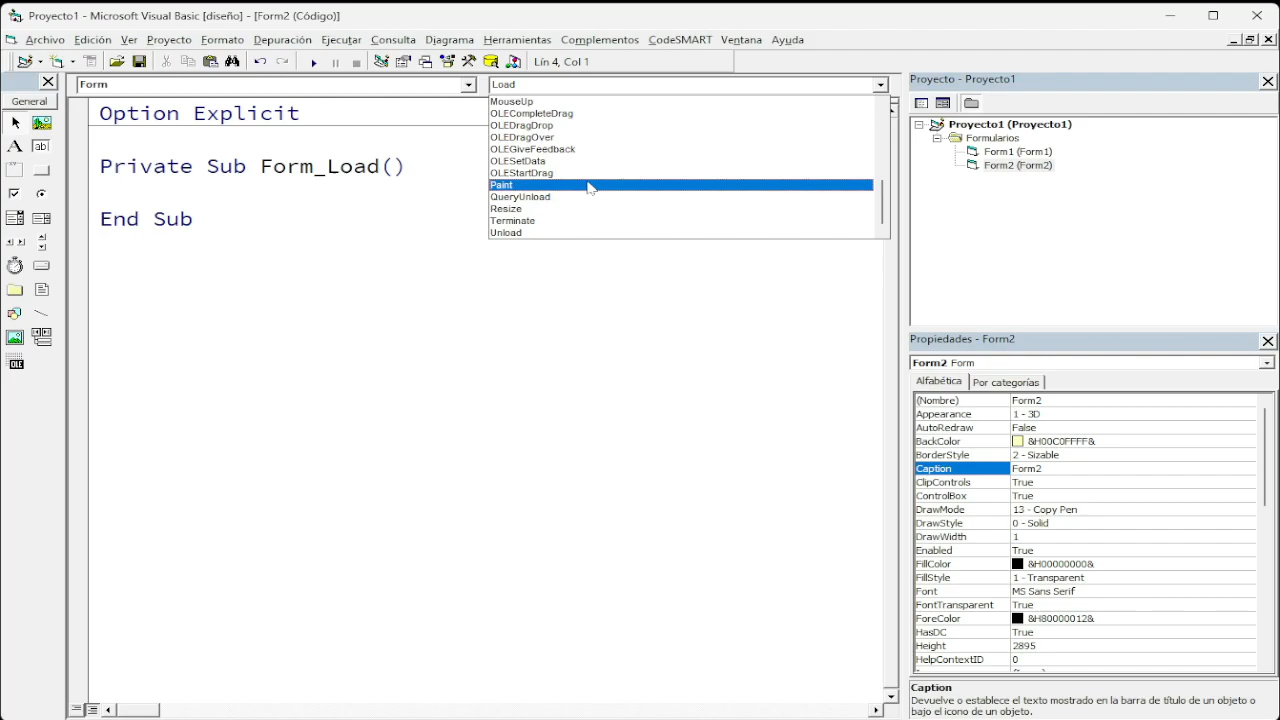 Proyecto1 - Microsoft Visual Basic [diseño] - [Form2 (Código)]
Archivo Edición Ver Proyecto Formato Depuración Ejecutar Consulta Diagrama Herramientas Complementos CodeSMART Ventana Ayuda
Lín 4, Col 1
General
ab
OLE
Form
Load
Option Explicit
Private Sub Form_Load()
End Sub
MouseUp
OLECompleteDrag
OLEDragDrop
OLEDragOver
OLEGiveFeedback
OLESetData
OLEStartDrag
Paint
QueryUnload
Resize
Terminate
Unload
Proyecto - Proyecto1
Proyecto1 (Proyecto1)
Formularios
Form1 (Form1)
Form2 (Form2)
Propiedades - Form2
Form2 Form
Alfabética Por categorías
(Nombre) Form2
Appearance 1 - 3D
AutoRedraw False
BackColor &H00C0FFFF&
BorderStyle 2 - Sizable
Caption Form2
ClipControls True
ControlBox True
DrawMode 13 - Copy Pen
DrawStyle 0 - Solid
DrawWidth 1
Enabled True
FillColor &H00000000&
FillStyle 1 - Transparent
Font MS Sans Serif
FontTransparent True
ForeColor &H80000012&
HasDC True
Height 2895
HelpContextID 0
Caption
Devuelve o establece el texto mostrado en la barra de título de un objeto o
bajo el icono de un objeto.